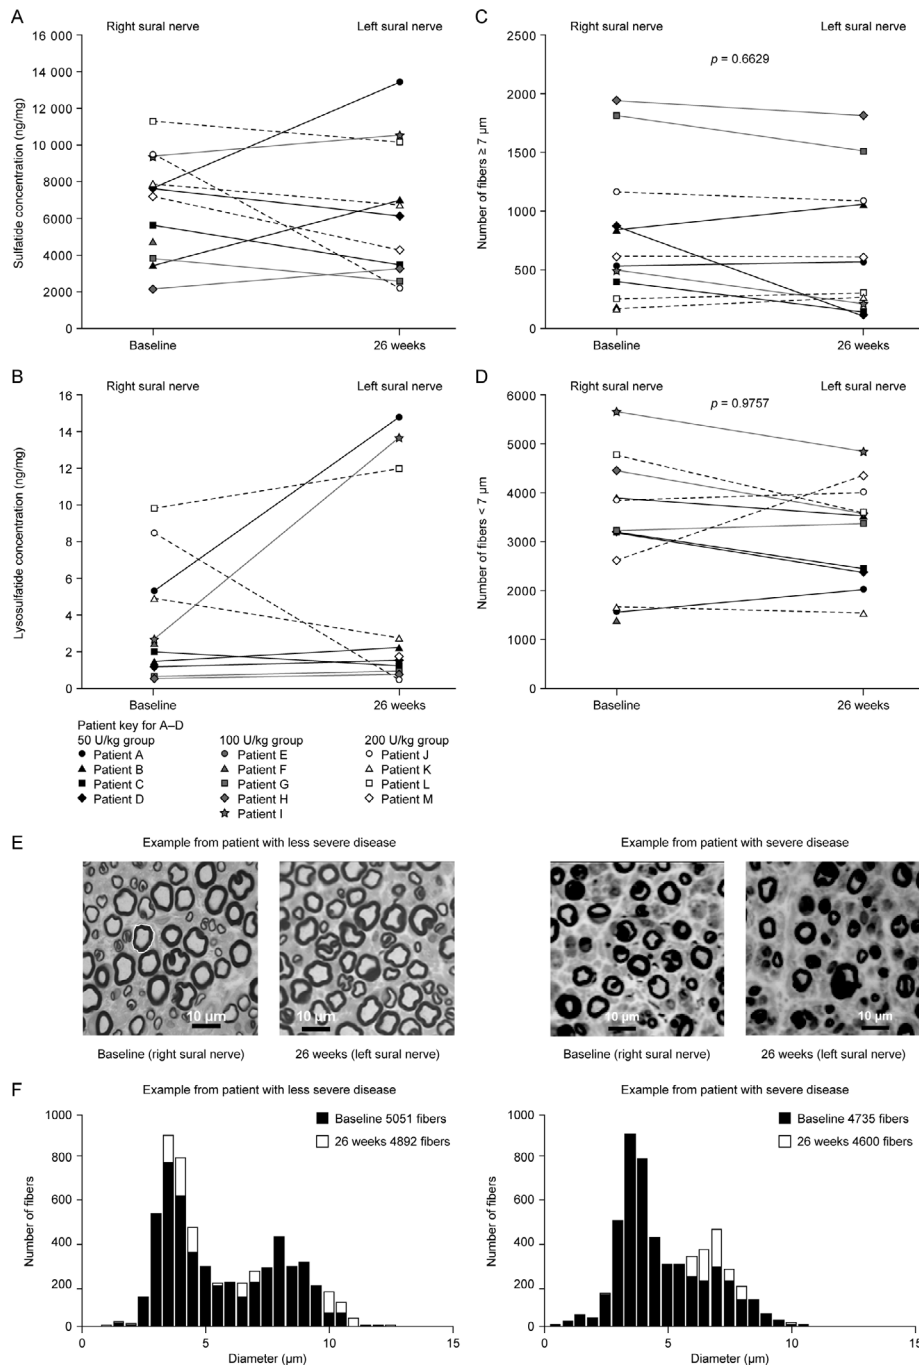 A
Right sural nerve
Left sural nerve
Sulfatide concentration (ng/mg)
16 000
14 000
12 000
10 000
8000
6000
4000
2000
0
Baseline
26 weeks
C
Right sural nerve
Left sural nerve
p = 0.6629
Number of fibers ≥ 7 µm
2500
2000
1500
1000
500
0
Baseline
26 weeks
B
Right sural nerve
Left sural nerve
Lysosulfatide concentration (ng/mg)
16
14
12
10
8
6
4
2
0
Baseline
26 weeks
D
Right sural nerve
Left sural nerve
p = 0.9757
Number of fibers < 7 µm
6000
5000
4000
3000
2000
1000
0
Baseline
26 weeks
Patient key for A–D
50 U/kg group
Patient A
Patient B
Patient C
Patient D
100 U/kg group
Patient E
Patient F
Patient G
Patient H
Patient I
200 U/kg group
Patient J
Patient K
Patient L
Patient M
E
Example from patient with less severe disease
10 µm
10 µm
Baseline (right sural nerve)
26 weeks (left sural nerve)
Example from patient with severe disease
10 µm
10 µm
Baseline (right sural nerve)
26 weeks (left sural nerve)
F
Example from patient with less severe disease
Baseline 5051 fibers
26 weeks 4892 fibers
Number of fibers
1000
800
600
400
200
0
0
5
10
15
Diameter (µm)
Example from patient with severe disease
Baseline 4735 fibers
26 weeks 4600 fibers
Number of fibers
1000
800
600
400
200
0
0
5
10
15
Diameter (µm)